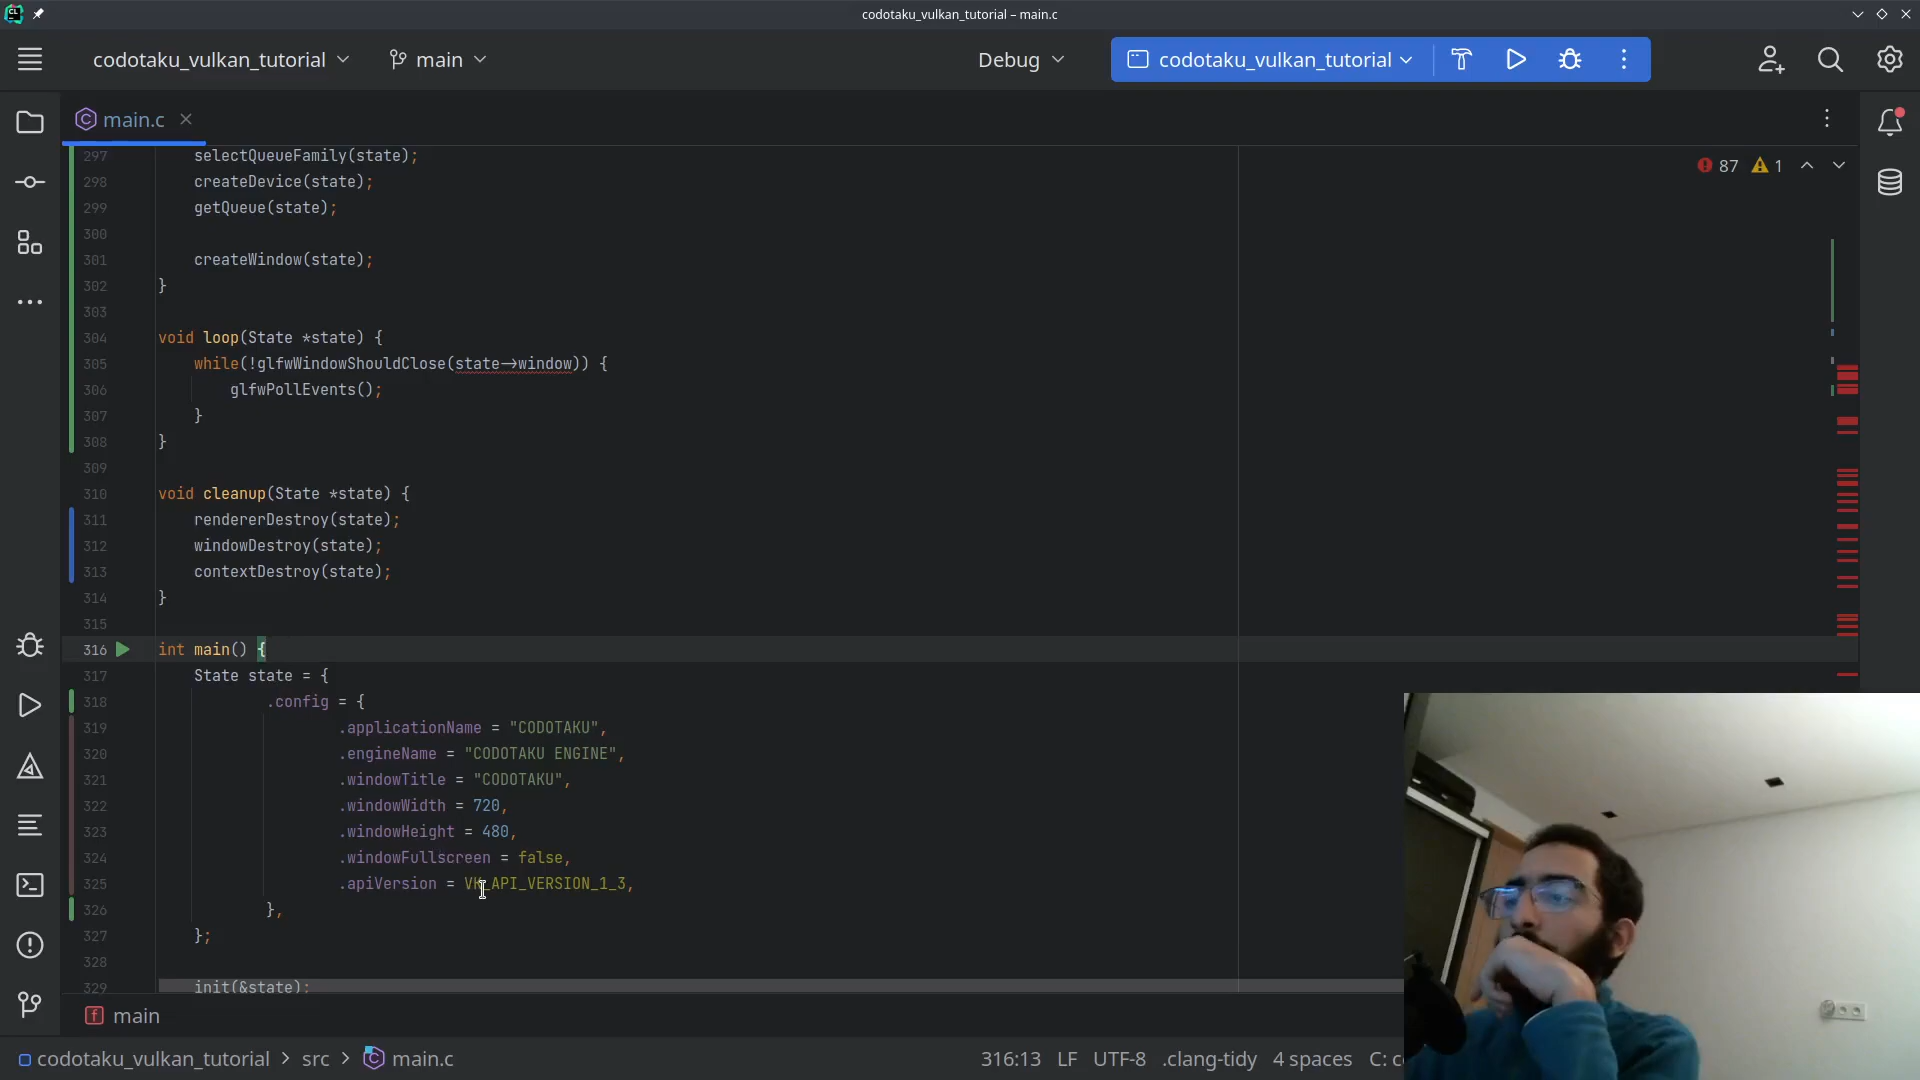 codotaku_vulkan_tutorial – main.c
codotaku_vulkan_tutorial
main
Debug
codotaku_vulkan_tutorial
main.c
87
1
297 selectQueueFamily(state);
298 createDevice(state);
299 getQueue(state);
300
301 createWindow(state);
302 }
303
304 void loop(State *state) {
305 while(!glfwWindowShouldClose(state->window)) {
306 glfwPollEvents();
307 }
308 }
309
310 void cleanup(State *state) {
311 rendererDestroy(state);
312 windowDestroy(state);
313 contextDestroy(state);
314 }
315
316 int main() {
317 State state = {
318 .config = {
319 .applicationName = "CODOTAKU",
320 .engineName = "CODOTAKU ENGINE",
321 .windowTitle = "CODOTAKU",
322 .windowWidth = 720,
323 .windowHeight = 480,
324 .windowFullscreen = false,
325 .apiVersion = VK_API_VERSION_1_3,
326 },
327 };
328
329 init(&state);
main
codotaku_vulkan_tutorial > src > main.c
316:13 LF UTF-8 .clang-tidy 4 spaces C: